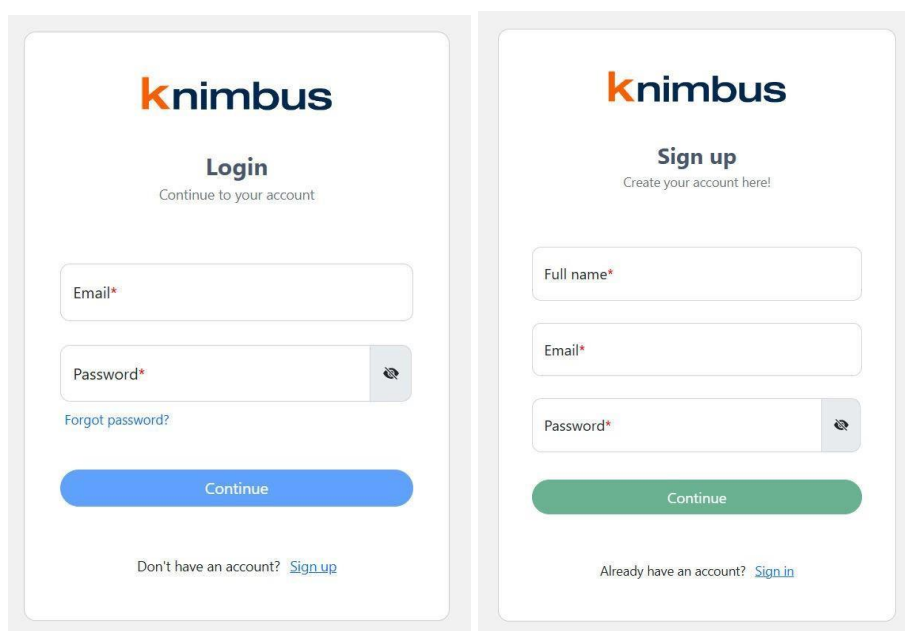 knimbus
Login
Continue to your account
Email*
Password*
Forgot password?
Continue
Don't have an account? Sign up
knimbus
Sign up
Create your account here!
Full name*
Email*
Password*
Continue
Already have an account? Sign in